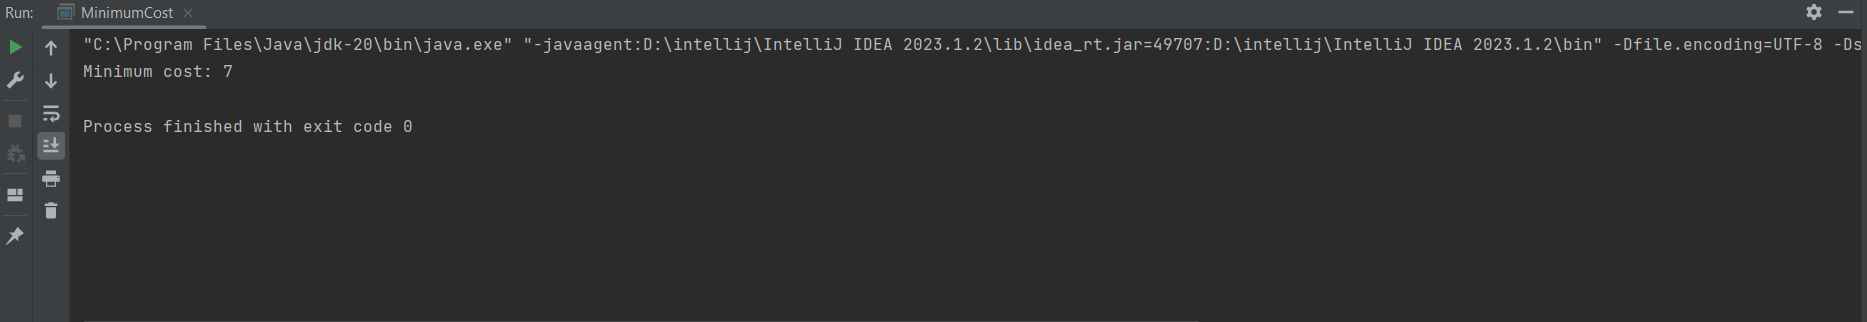 Run: MinimumCost
"C:\Program Files\Java\jdk-20\bin\java.exe" "-javaagent:D:\intellij\IntelliJ IDEA 2023.1.2\lib\idea_rt.jar=49707:D:\intellij\IntelliJ IDEA 2023.1.2\bin" -Dfile.encoding=UTF-8 -Ds
Minimum cost: 7
Process finished with exit code 0